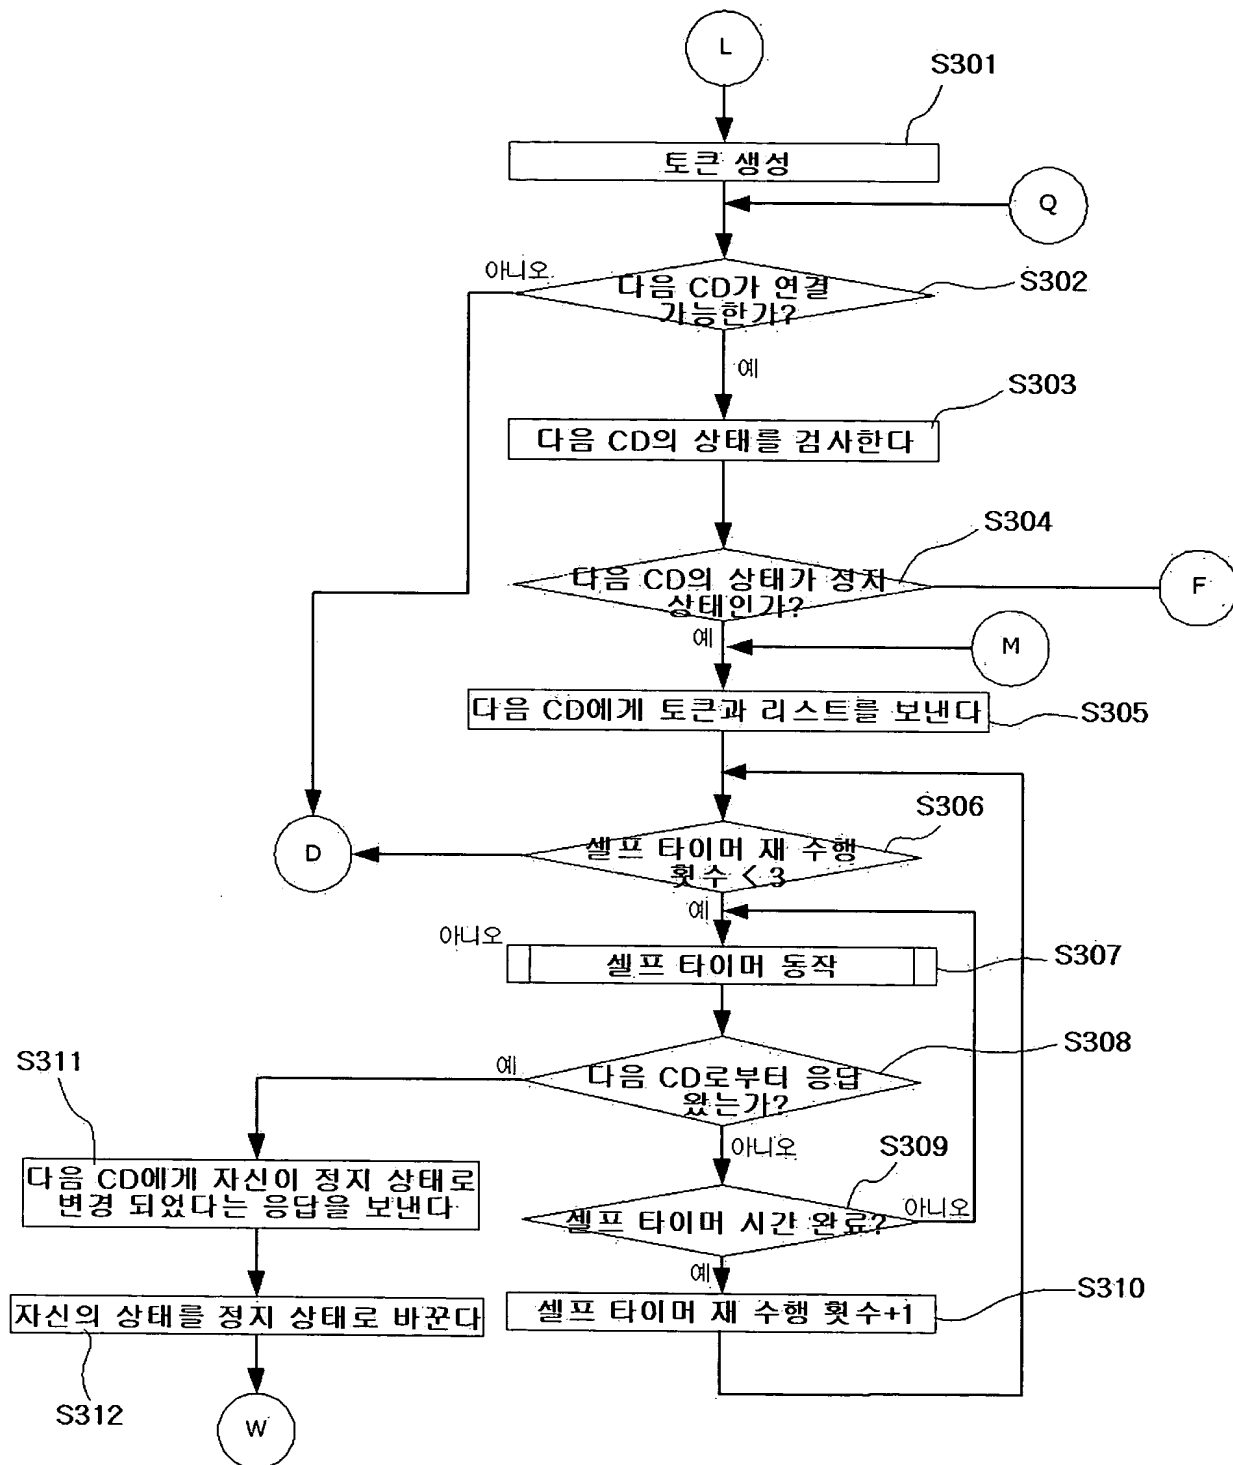 L
S301
토큰 생성
Q
아니오
다음 CD가 연결
가능한가?
S302
예
S303
다음 CD의 상태를 검사한다
S304
다음 CD의 상태가 정지
상태인가?
F
예
M
다음 CD에게 토큰과 리스트를 보낸다
S305
S306
D
셀프 타이머 재 수행
횟수 < 3
예
아니오
셀프 타이머 동작
S307
S308
S311
예
다음 CD로부터 응답
왔는가?
아니오
S309
다음 CD에게 자신이 정지 상태로
변경 되었다는 응답을 보낸다
셀프 타이머 시간 완료?
아니오
예
S310
자신의 상태를 정지 상태로 바꾼다
셀프 타이머 재 수행 횟수+1
S312
W